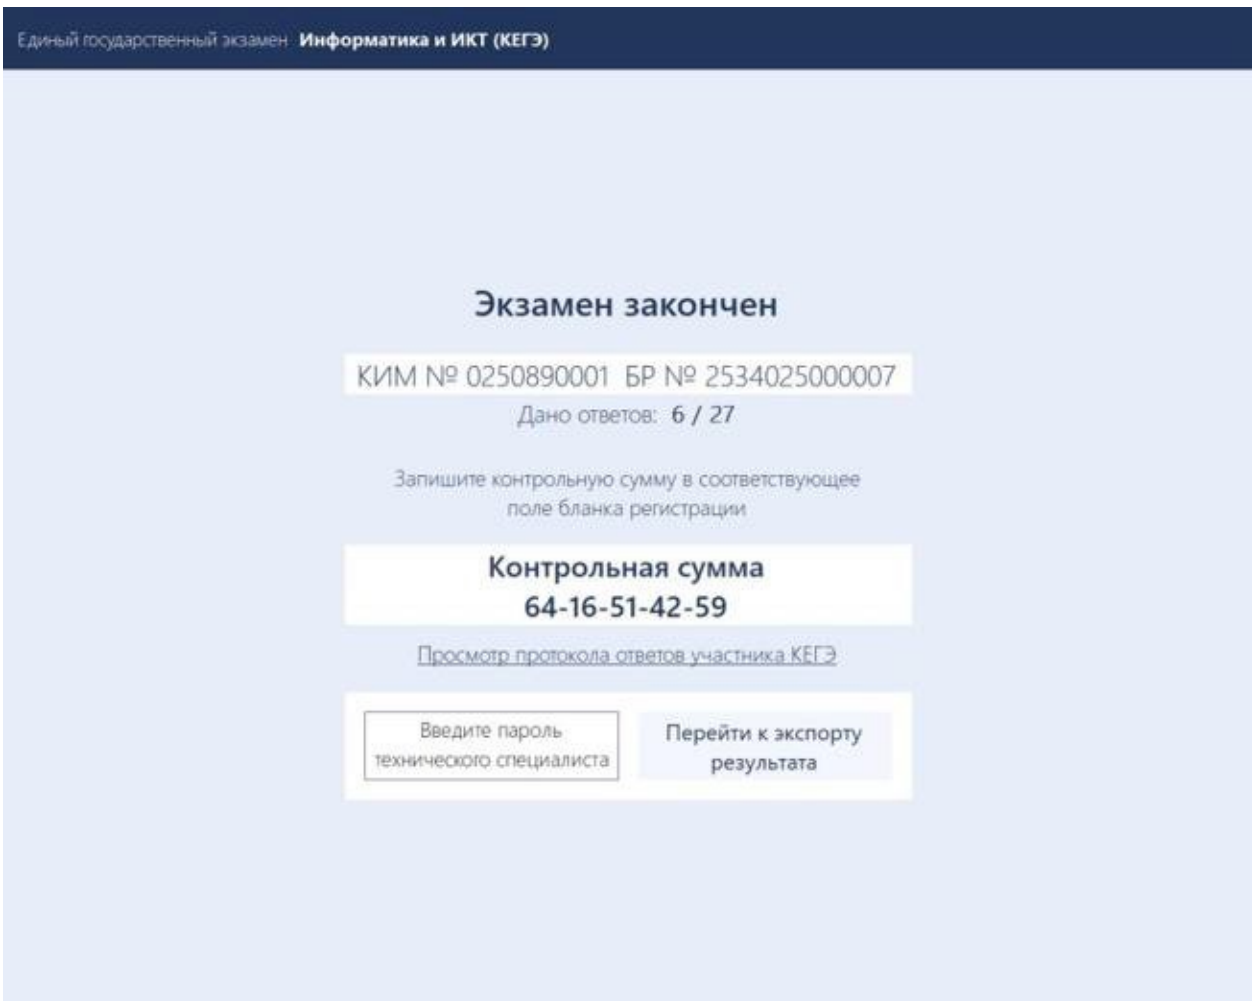 Единый государственный экзамен Информатика и ИКТ (КЕГЭ)
Экзамен закончен
КИМ № 0250890001 БР № 2534025000007
Дано ответов: 6 / 27
Запишите контрольную сумму в соответствующее
поле бланка регистрации
Контрольная сумма
64-16-51-42-59
Просмотр протокола ответов участника КЕГЭ
Введите пароль
технического специалиста
Перейти к экспорту
результата